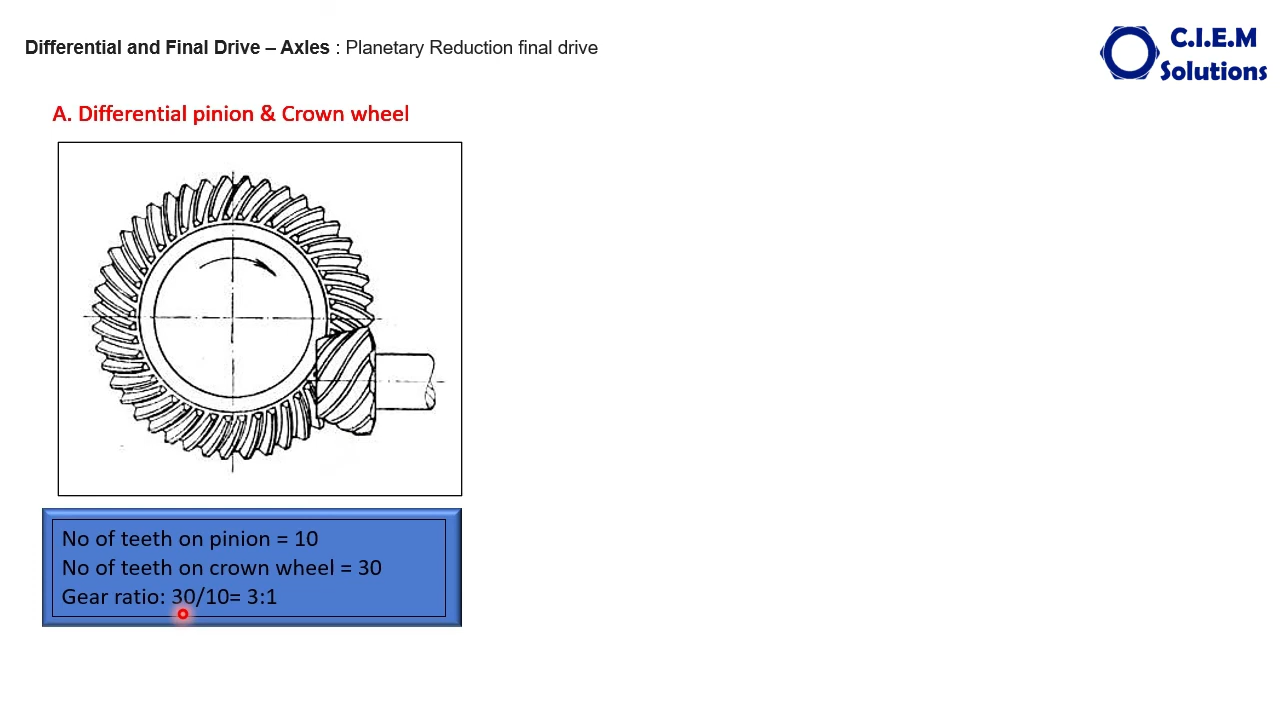 Differential and Final Drive – Axles : Planetary Reduction final drive
C.I.E.M
Solutions
A. Differential pinion & Crown wheel
No of teeth on pinion = 10
No of teeth on crown wheel = 30
Gear ratio: 30/10= 3:1